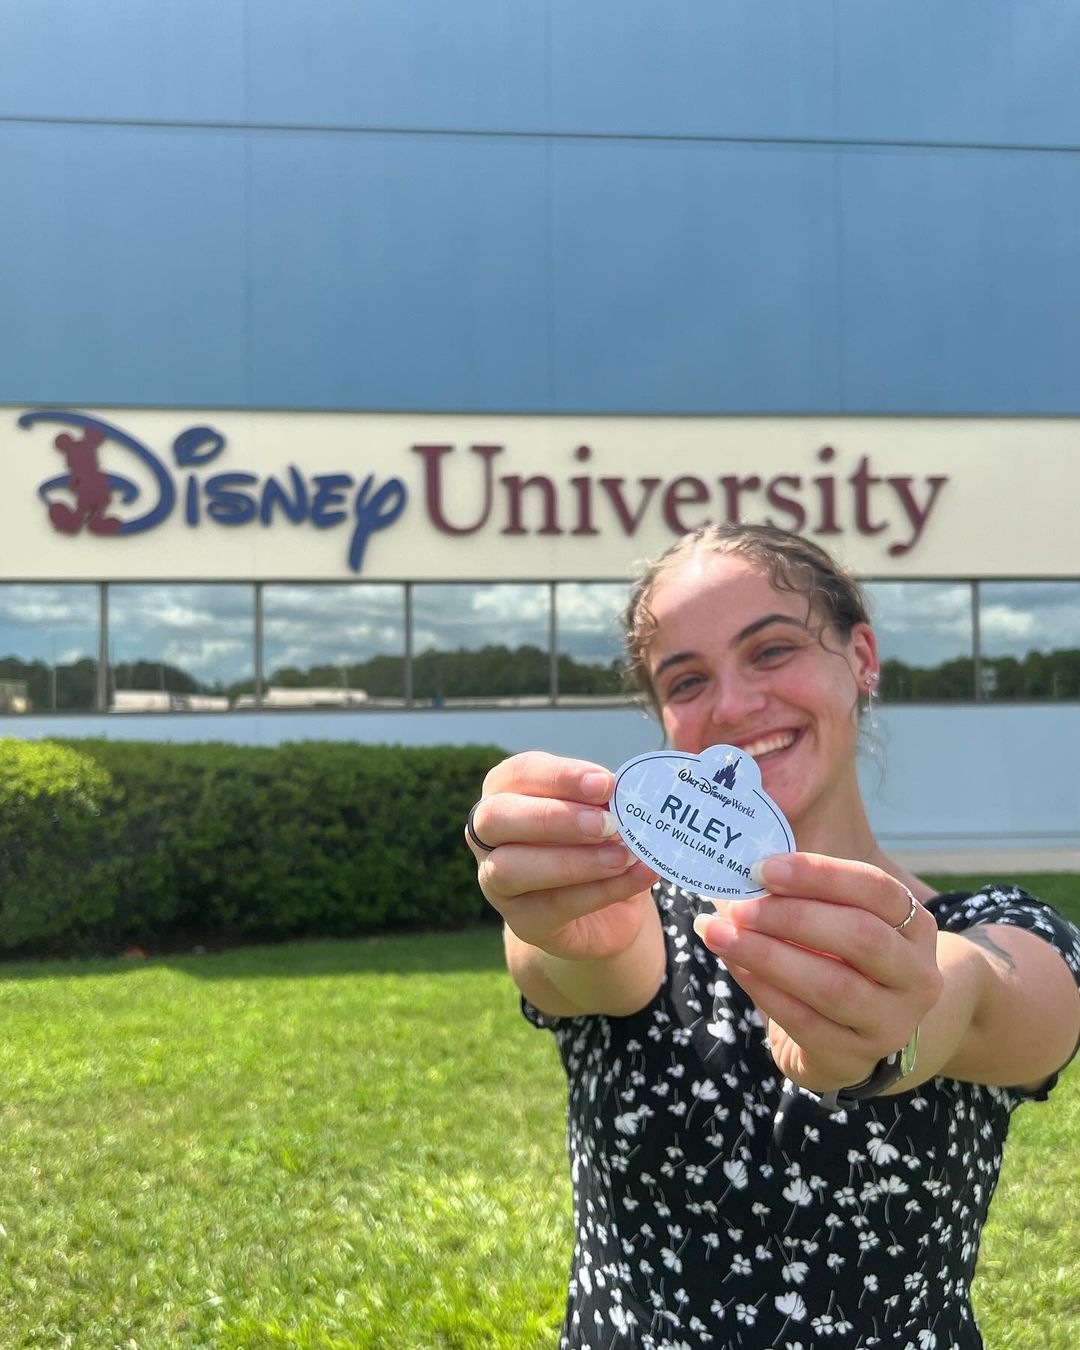 Disney University
Walt Disney World.
RILEY
COLL OF WILLIAM & MAR
THE MOST MAGICAL PLACE ON EARTH